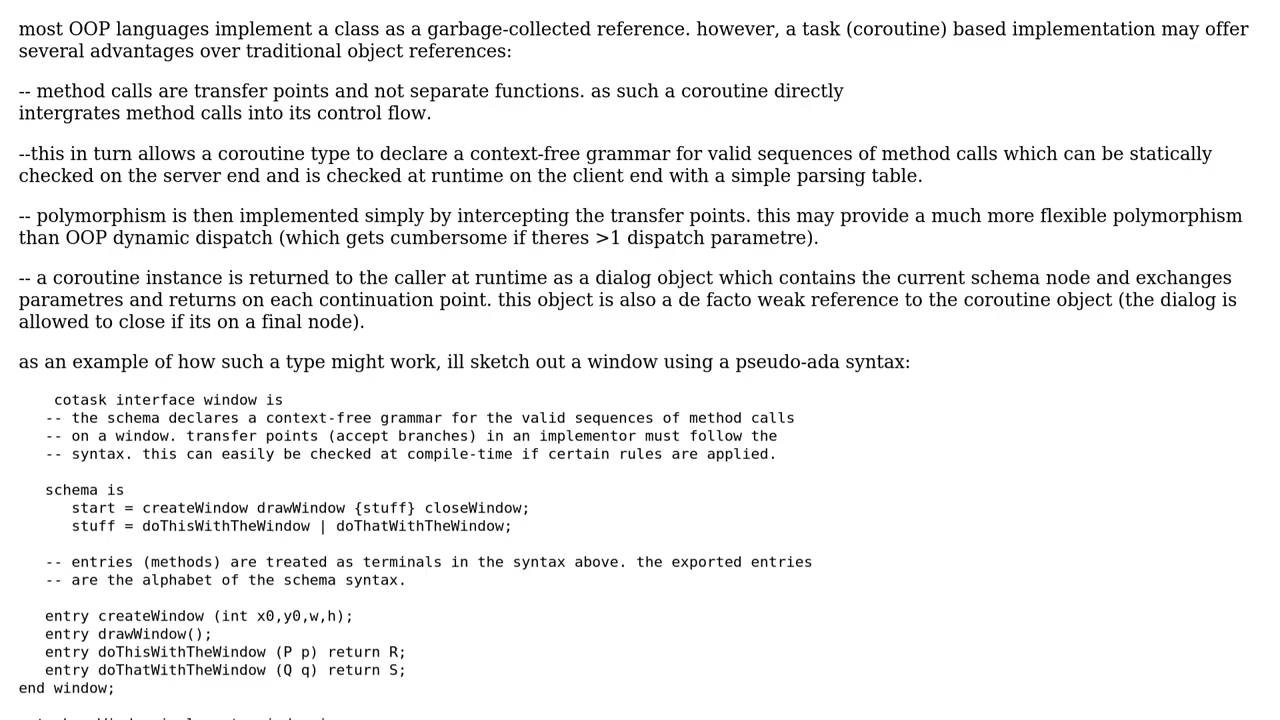 most OOP languages implement a class as a garbage-collected reference. however, a task (coroutine) based implementation may offer
several advantages over traditional object references:
-- method calls are transfer points and not separate functions. as such a coroutine directly
intergrates method calls into its control flow.
--this in turn allows a coroutine type to declare a context-free grammar for valid sequences of method calls which can be statically
checked on the server end and is checked at runtime on the client end with a simple parsing table.
-- polymorphism is then implemented simply by intercepting the transfer points. this may provide a much more flexible polymorphism
than OOP dynamic dispatch (which gets cumbersome if theres >1 dispatch parametre).
-- a coroutine instance is returned to the caller at runtime as a dialog object which contains the current schema node and exchanges
parametres and returns on each continuation point. this object is also a de facto weak reference to the coroutine object (the dialog is
allowed to close if its on a final node).
as an example of how such a type might work, ill sketch out a window using a pseudo-ada syntax:
cotask interface window is
-- the schema declares a context-free grammar for the valid sequences of method calls
-- on a window. transfer points (accept branches) in an implementor must follow the
-- syntax. this can easily be checked at compile-time if certain rules are applied.
schema is
start = createWindow drawWindow {stuff} closeWindow;
stuff = doThisWithTheWindow | doThatWithTheWindow;
-- entries (methods) are treated as terminals in the syntax above. the exported entries
-- are the alphabet of the schema syntax.
entry createWindow (int x0,y0,w,h);
entry drawWindow();
entry doThisWithTheWindow (P p) return R;
entry doThatWithTheWindow (Q q) return S;
end window;